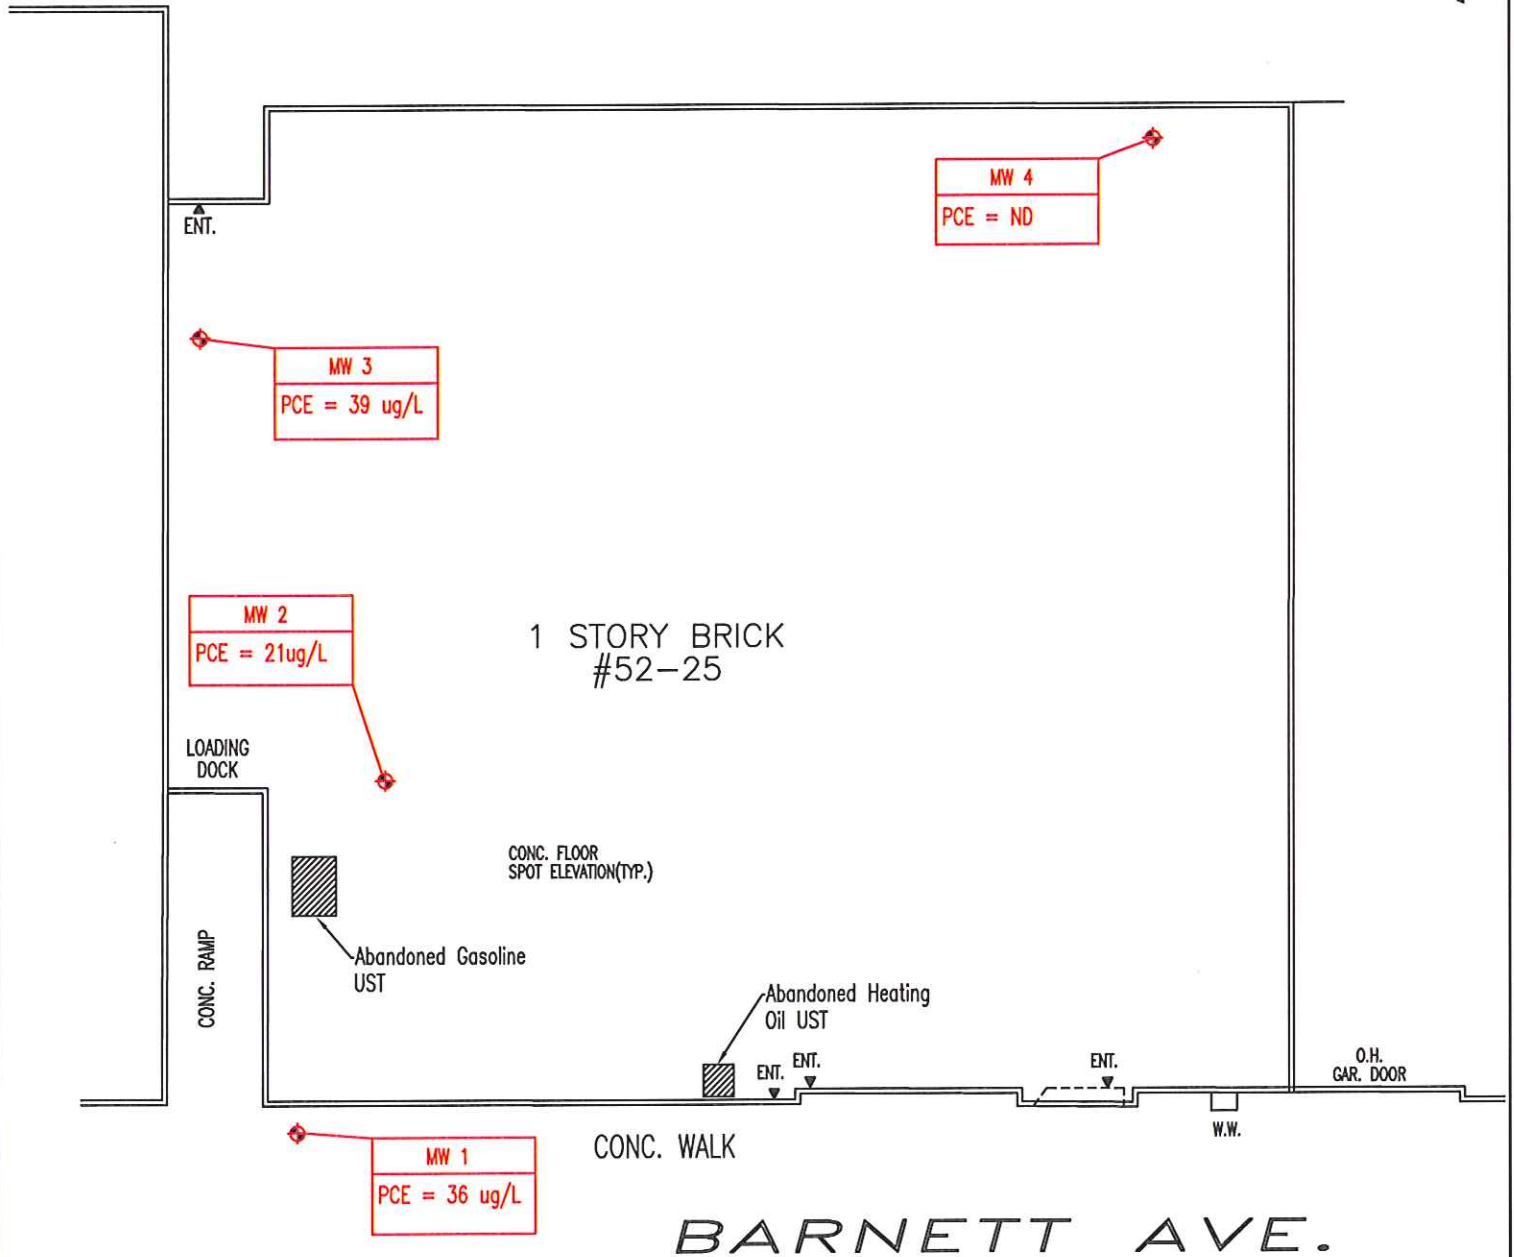 ENT.
MW 4
PCE = ND
MW 3
PCE = 39 ug/L
MW 2
PCE = 21ug/L
1 STORY BRICK
#52-25
LOADING
DOCK
CONC. FLOOR
SPOT ELEVATION(TYP.)
CONC. RAMP
Abandoned Gasoline
UST
Abandoned Heating
Oil UST
ENT.
ENT.
ENT.
O.H.
GAR. DOOR
W.W.
MW 1
PCE = 36 ug/L
CONC. WALK
BARNETT AVE.